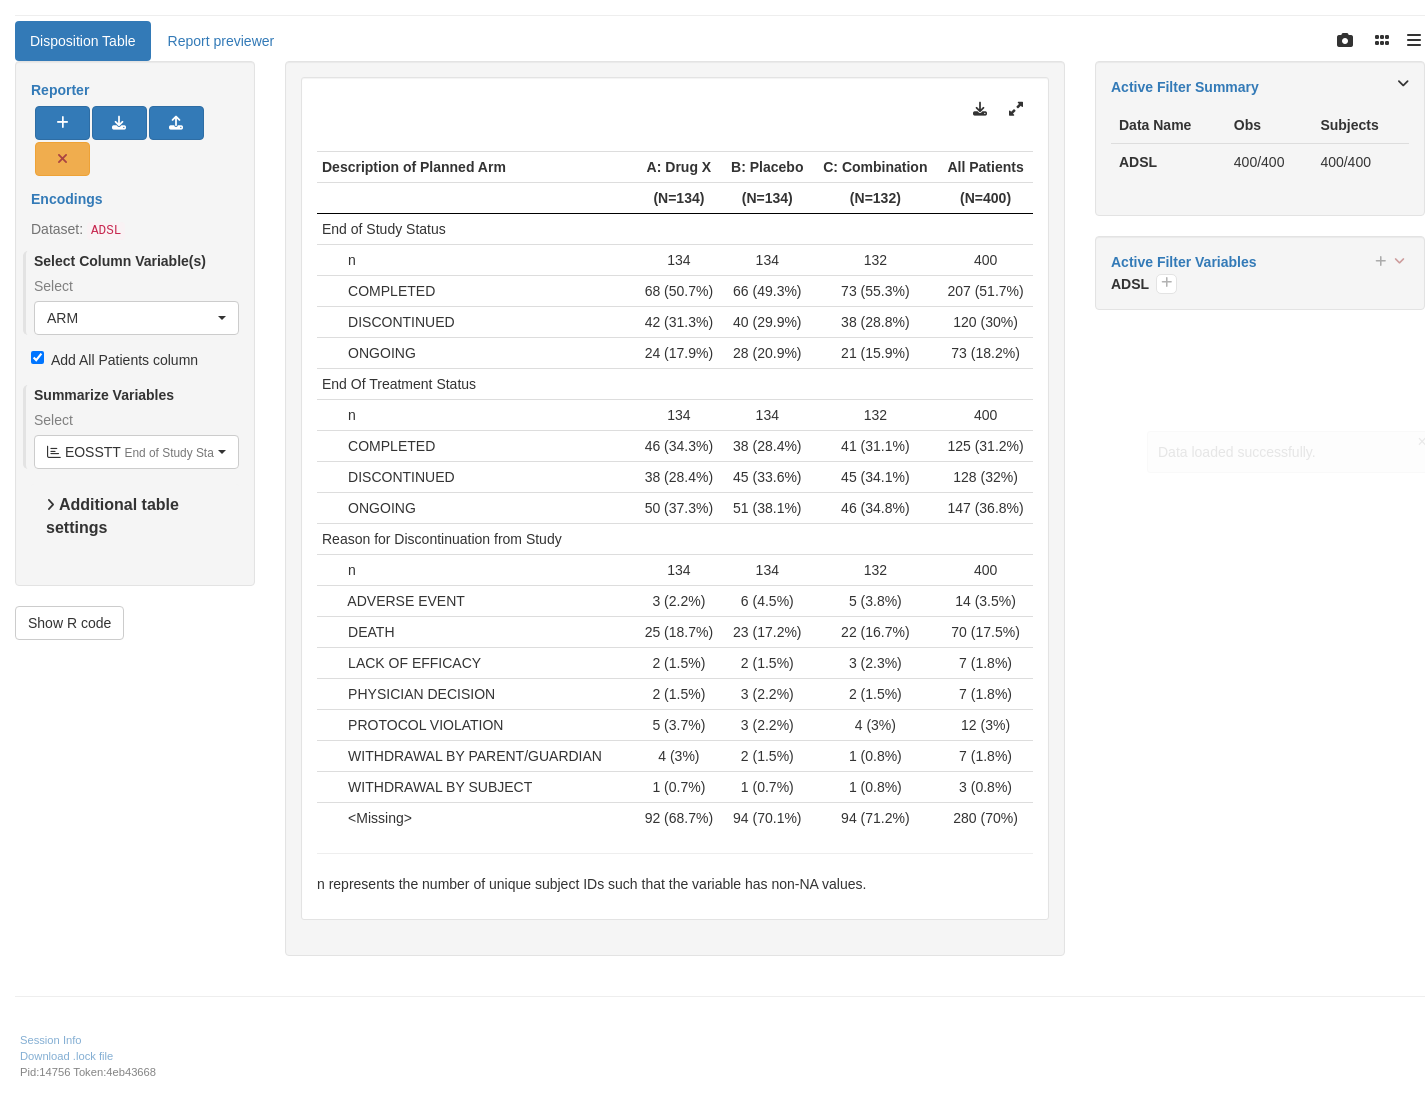 Disposition Table Report previewer
Reporter
Encodings
Dataset: ADSL
Select Column Variable(s)
Select
ARM
Add All Patients column
Summarize Variables
Select
EOSSTT End of Study Sta
Additional table
settings
Show R code
Description of Planned Arm A: Drug X B: Placebo C: Combination All Patients
(N=134) (N=134) (N=132) (N=400)
End of Study Status
n 134 134 132 400
COMPLETED 68 (50.7%) 66 (49.3%) 73 (55.3%) 207 (51.7%)
DISCONTINUED 42 (31.3%) 40 (29.9%) 38 (28.8%) 120 (30%)
ONGOING 24 (17.9%) 28 (20.9%) 21 (15.9%) 73 (18.2%)
End Of Treatment Status
n 134 134 132 400
COMPLETED 46 (34.3%) 38 (28.4%) 41 (31.1%) 125 (31.2%)
DISCONTINUED 38 (28.4%) 45 (33.6%) 45 (34.1%) 128 (32%)
ONGOING 50 (37.3%) 51 (38.1%) 46 (34.8%) 147 (36.8%)
Reason for Discontinuation from Study
n 134 134 132 400
ADVERSE EVENT 3 (2.2%) 6 (4.5%) 5 (3.8%) 14 (3.5%)
DEATH 25 (18.7%) 23 (17.2%) 22 (16.7%) 70 (17.5%)
LACK OF EFFICACY 2 (1.5%) 2 (1.5%) 3 (2.3%) 7 (1.8%)
PHYSICIAN DECISION 2 (1.5%) 3 (2.2%) 2 (1.5%) 7 (1.8%)
PROTOCOL VIOLATION 5 (3.7%) 3 (2.2%) 4 (3%) 12 (3%)
WITHDRAWAL BY PARENT/GUARDIAN 4 (3%) 2 (1.5%) 1 (0.8%) 7 (1.8%)
WITHDRAWAL BY SUBJECT 1 (0.7%) 1 (0.7%) 1 (0.8%) 3 (0.8%)
<Missing> 92 (68.7%) 94 (70.1%) 94 (71.2%) 280 (70%)
n represents the number of unique subject IDs such that the variable has non-NA values.
Active Filter Summary
Data Name Obs Subjects
ADSL 400/400 400/400
Active Filter Variables
ADSL
Data loaded successfully.
Session Info
Download .lock file
Pid:14756 Token:4eb43668